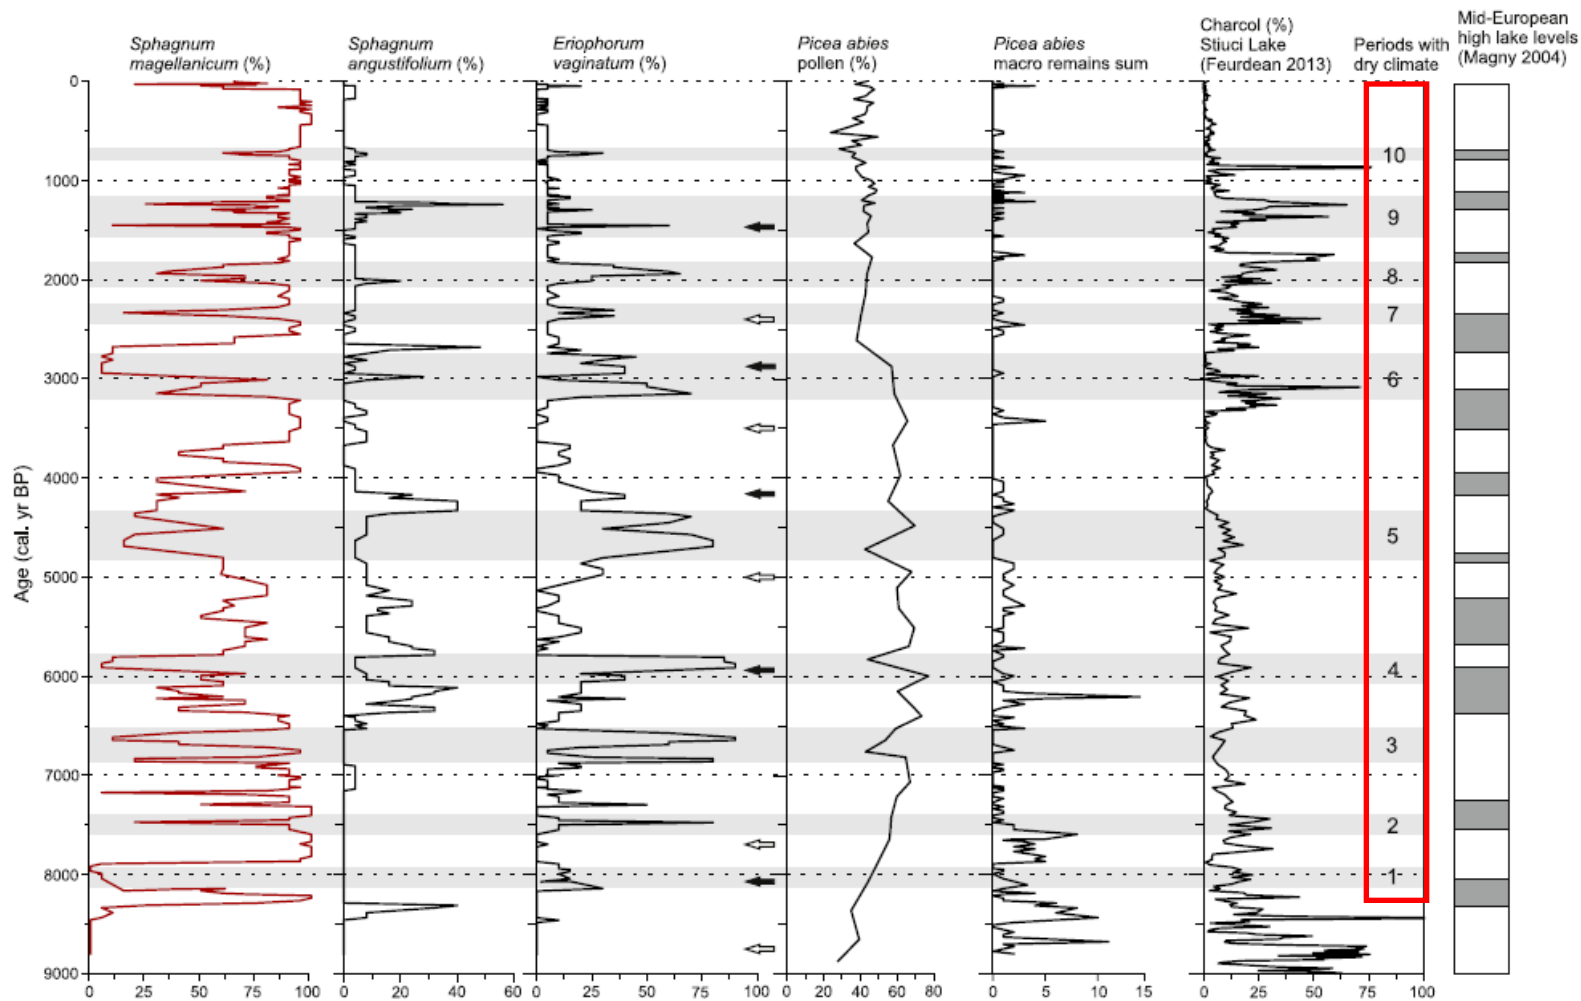 Sphagnum
magellanicum (%)
Sphagnum
angustifolium (%)
Eriophorum
vaginatum (%)
Picea abies
pollen (%)
Picea abies
macro remains sum
Charcol (%)
Stiuci Lake
(Feurdean 2013)
Periods with
dry climate
Mid-European
high lake levels
(Magny 2004)
Age (cal. yr BP)
0
1000
2000
3000
4000
5000
6000
7000
8000
9000
10
9
8
7
6
5
4
3
2
1
0 25 50 75 100
0 20 40 60
0 25 50 75 100
0 20 40 60 80
0 5 10 15
0 25 50 75 100